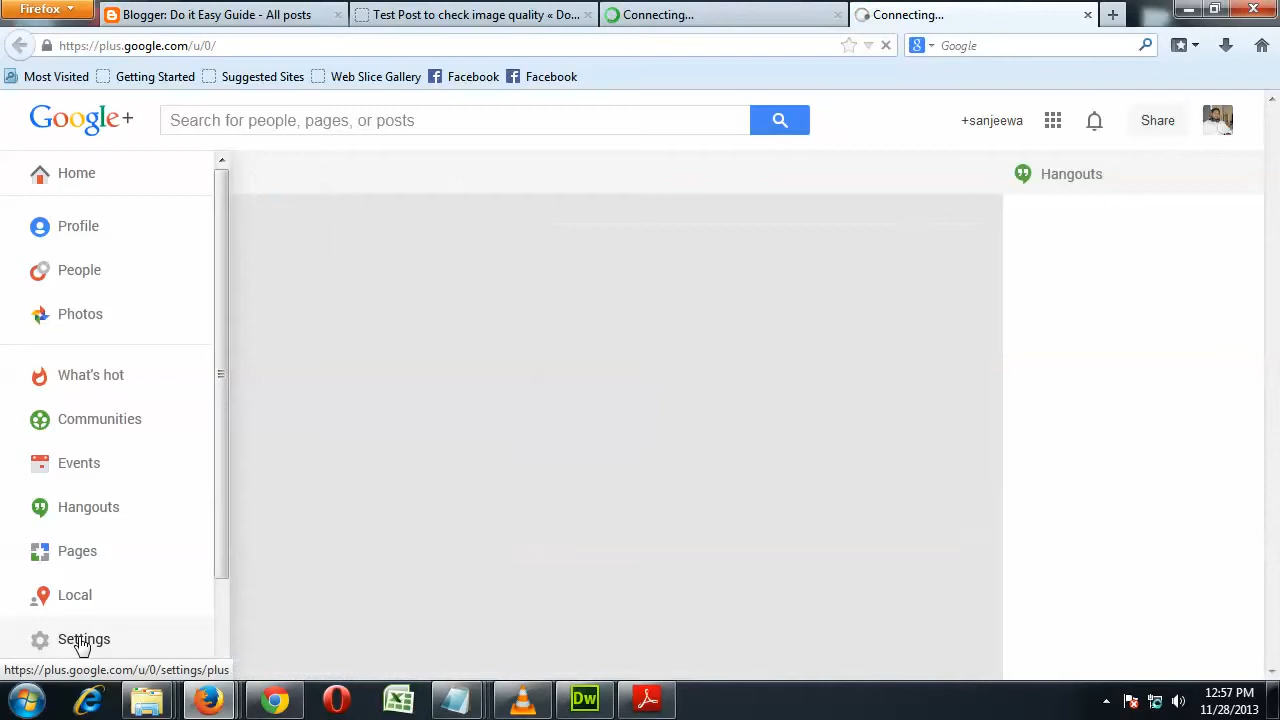 Firefox
Blogger: Do it Easy Guide - All posts
Test Post to check image quality « Do...
Connecting...
Connecting...
https://plus.google.com/u/0/
Google
Most Visited
Getting Started
Suggested Sites
Web Slice Gallery
Facebook
Facebook
Google+
Search for people, pages, or posts
+sanjeewa
Share
Home
Hangouts
Profile
People
Photos
What's hot
Communities
Events
Hangouts
Pages
Local
Settings
https://plus.google.com/u/0/settings/plus
Dw
12:57 PM
11/28/2013